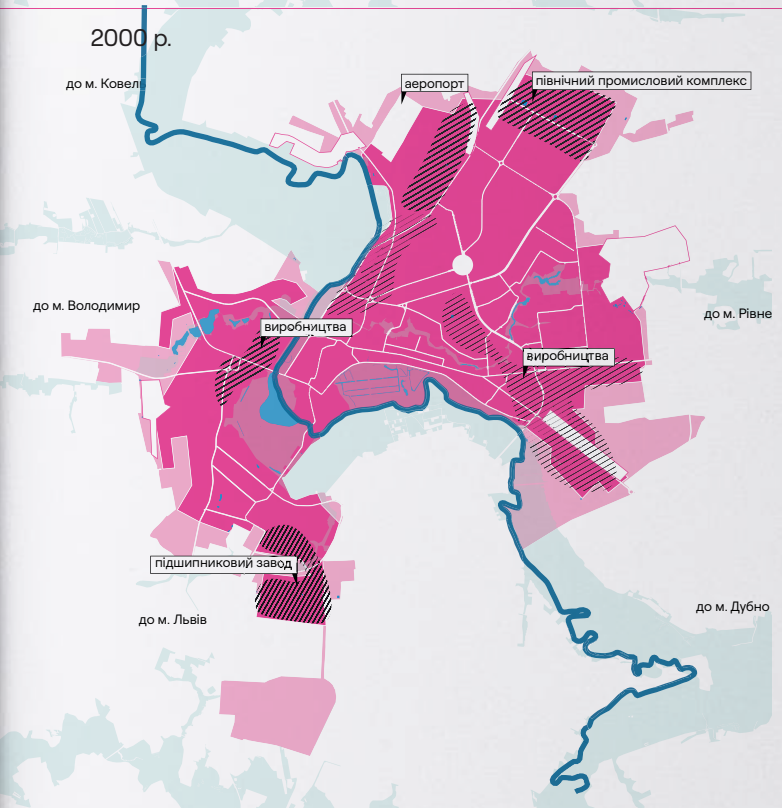 2000 р.
до м. Ковель
аеропорт
північний промисловий комплекс
до м. Володимир
до м. Рівне
виробництва
виробництва
підшипниковий завод
до м. Львів
до м. Дубно